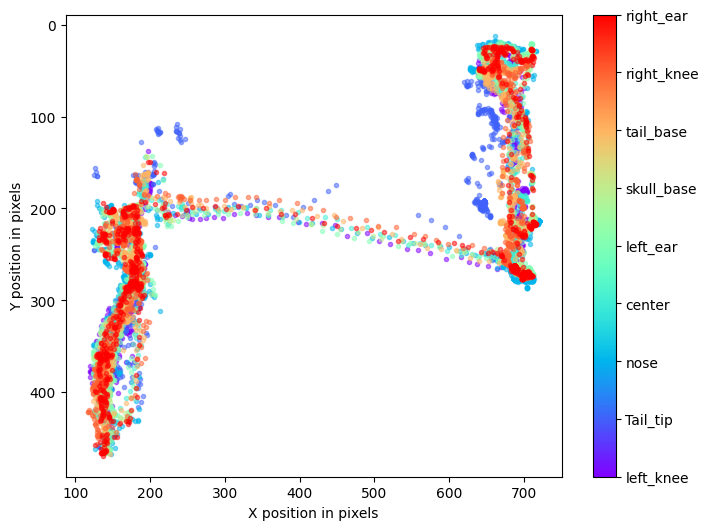 0
100
200
300
400
Y position in pixels
100 200 300 400 500 600 700
X position in pixels
right_ear
right_knee
tail_base
skull_base
left_ear
center
nose
Tail_tip
left_knee